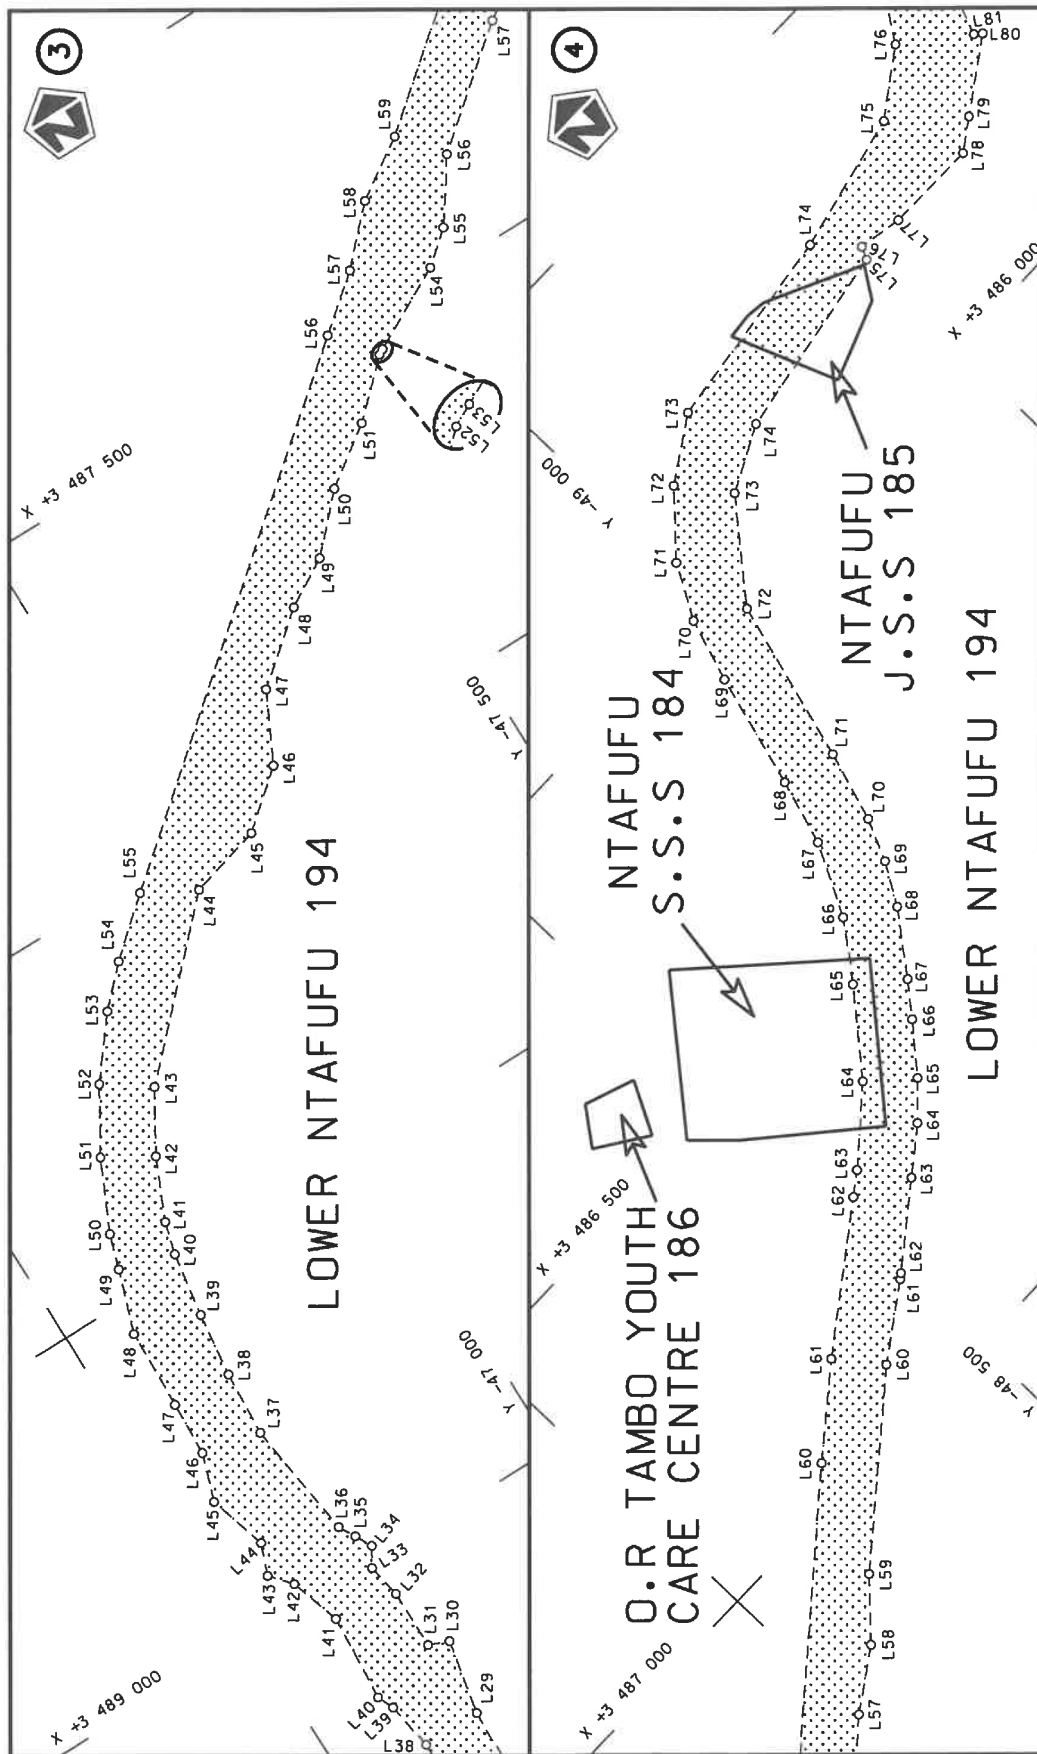 3
L57
L59
L56
L58
L55
L57
L54
L56
L52
L53
L51
X +3 487 500
L50
L49
Y -49 000
L48
L47
L46
Y -47 500
L45
L44
L55
L54
L53
L52
L43
L51
L42
L50
L41
L40
L49
L39
L48
L38
L47
L37
L46
L45
L36
L35
L34
L44
L33
L43
L42
L32
L41
L31
L30
L40
L39
L29
L38
LOWER NTAFUFU 194
Y -47 000
X +3 489 000
4
L81
L80
L76
L75
L79
L78
L74
L77
L76
L75
X +3 486 000
L73
L74
L72
L73
L71
L72
L70
L69
NTAFUFU
J.S.S 185
NTAFUFU
S.S.S 184
L71
L68
L70
L67
L69
L66
L68
L65
L67
L66
L64
L65
L64
L63
L63
L62
L62
L61
L61
L60
L60
L59
L58
L57
LOWER NTAFUFU 194
X +3 486 500
O.R TAMBO YOUTH
CARE CENTRE 186
Y -48 500
X +3 487 000